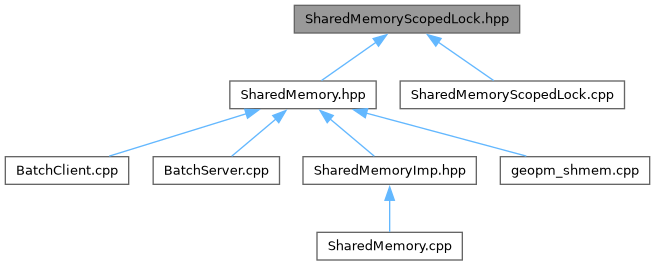 SharedMemoryScopedLock.hpp
SharedMemory.hpp
SharedMemoryScopedLock.cpp
BatchClient.cpp
BatchServer.cpp
SharedMemoryImp.hpp
geopm_shmem.cpp
SharedMemory.cpp